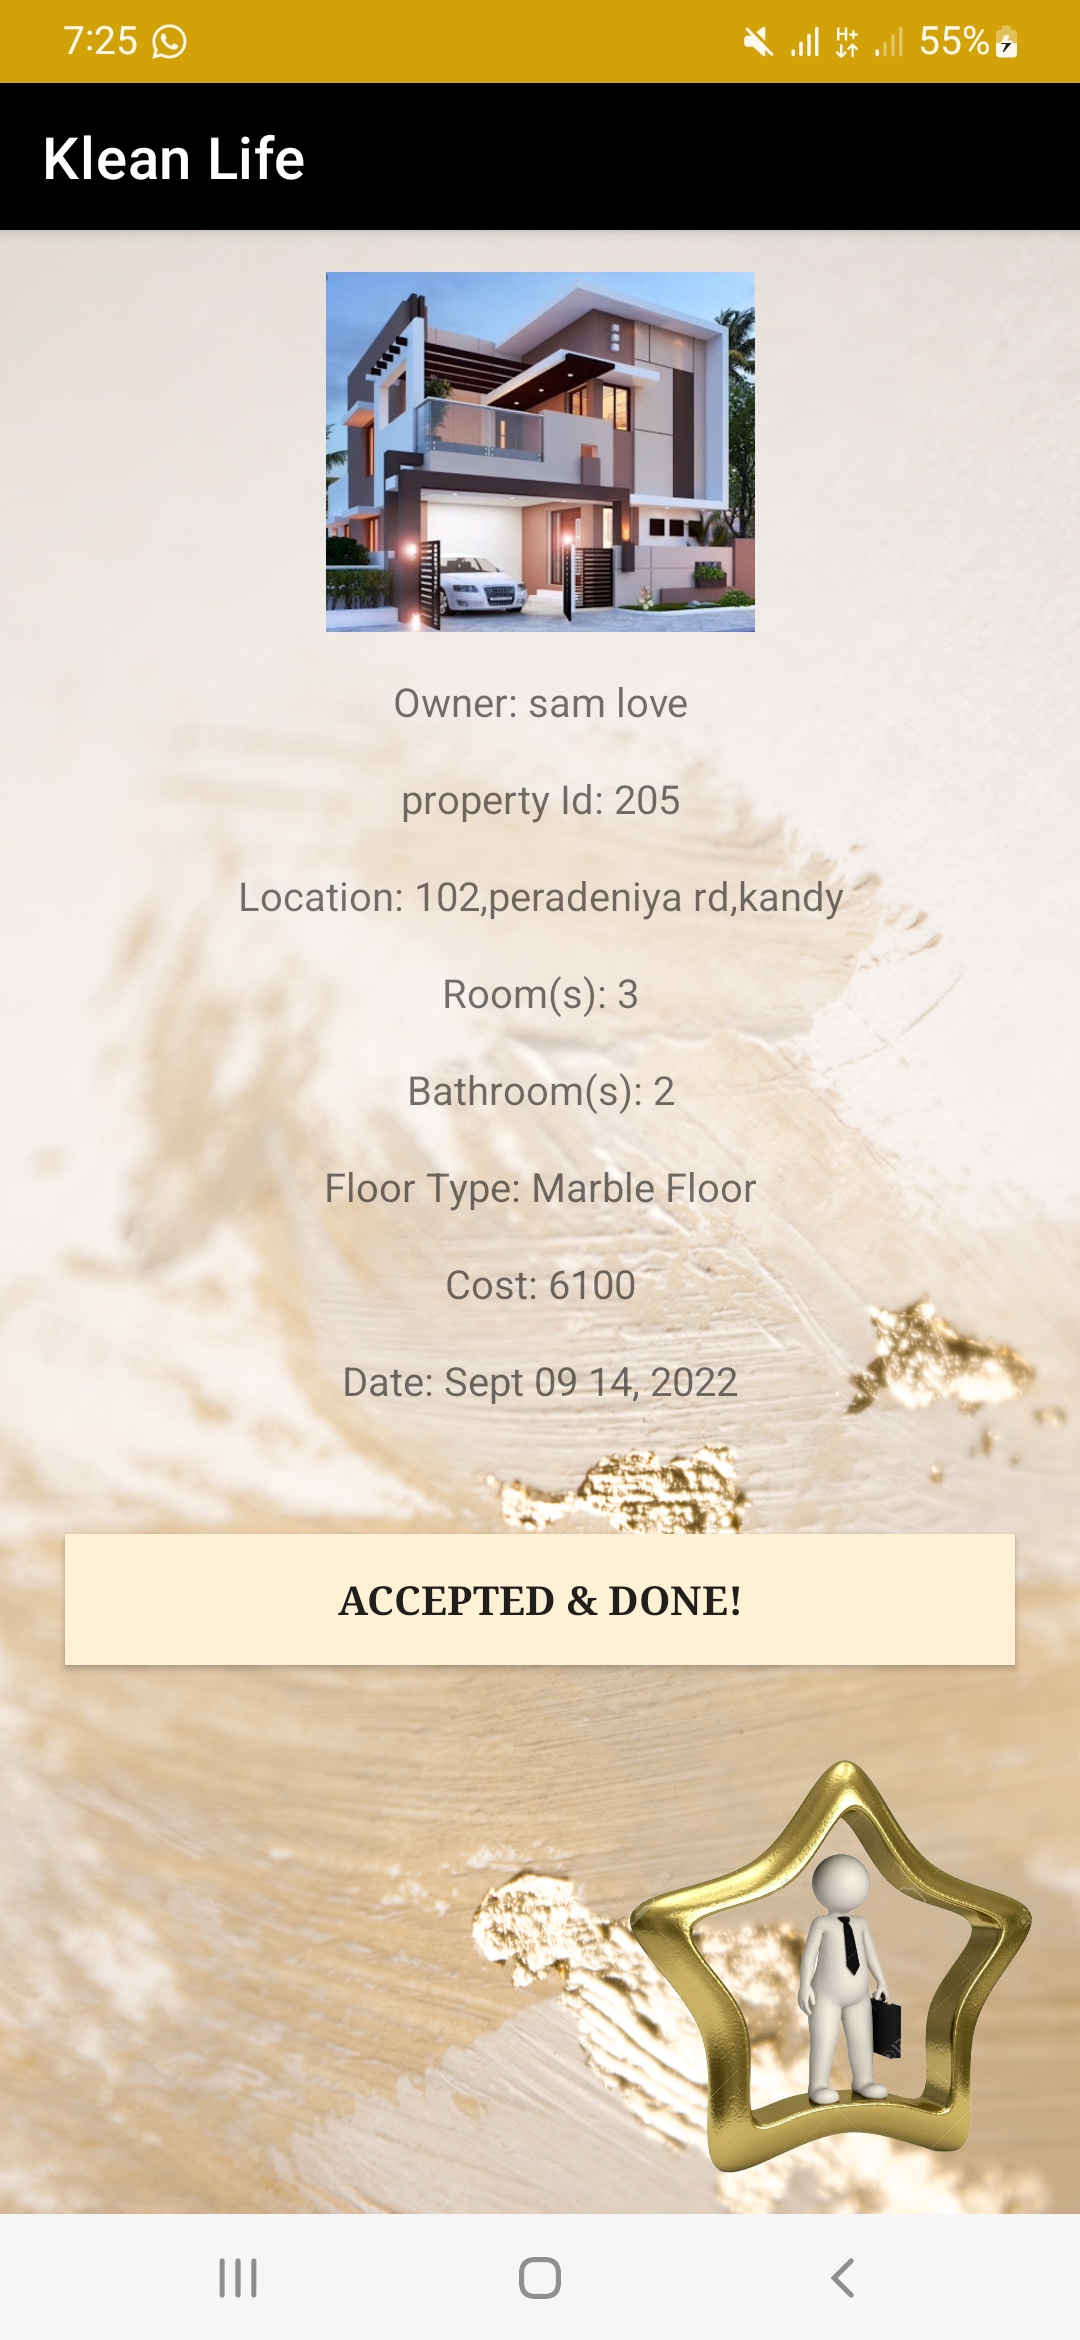 7:25
H+
55%
Klean Life
Owner: sam love
property Id: 205
Location: 102,peradeniya rd,kandy
Room(s): 3
Bathroom(s): 2
Floor Type: Marble Floor
Cost: 6100
Date: Sept 09 14, 2022
ACCEPTED & DONE!